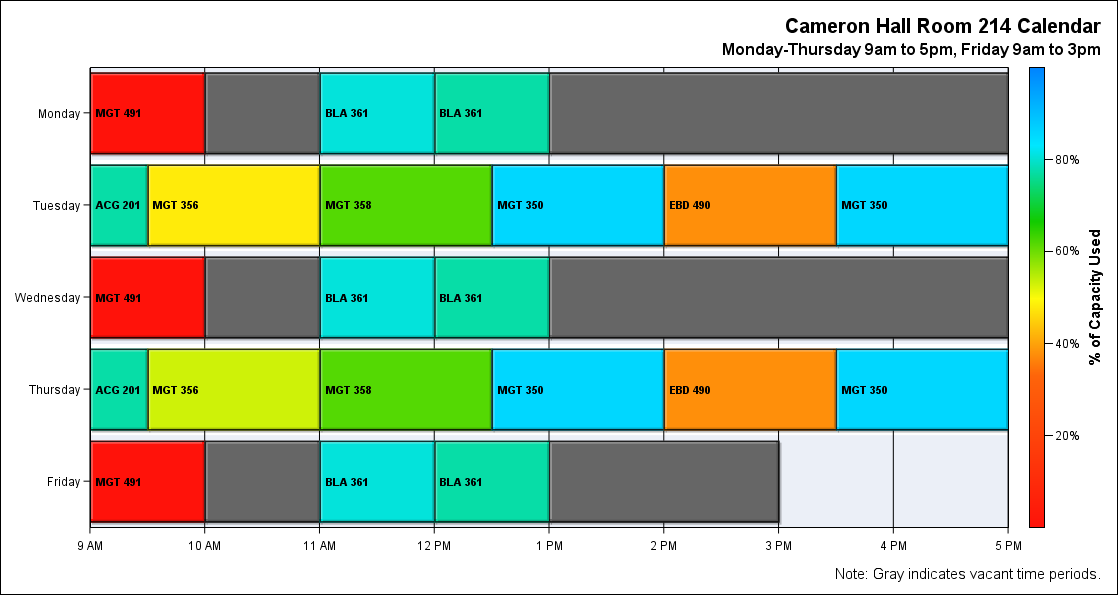 Cameron Hall Room 214 Calendar
Monday-Thursday 9am to 5pm, Friday 9am to 3pm
Monday
MGT 491
BLA 361
BLA 361
Tuesday
ACG 201
MGT 356
MGT 358
MGT 350
EBD 490
MGT 350
Wednesday
MGT 491
BLA 361
BLA 361
Thursday
ACG 201
MGT 356
MGT 358
MGT 350
EBD 490
MGT 350
Friday
MGT 491
BLA 361
BLA 361
9 AM
10 AM
11 AM
12 PM
1 PM
2 PM
3 PM
4 PM
5 PM
80%
60%
40%
20%
% of Capacity Used
Note: Gray indicates vacant time periods.